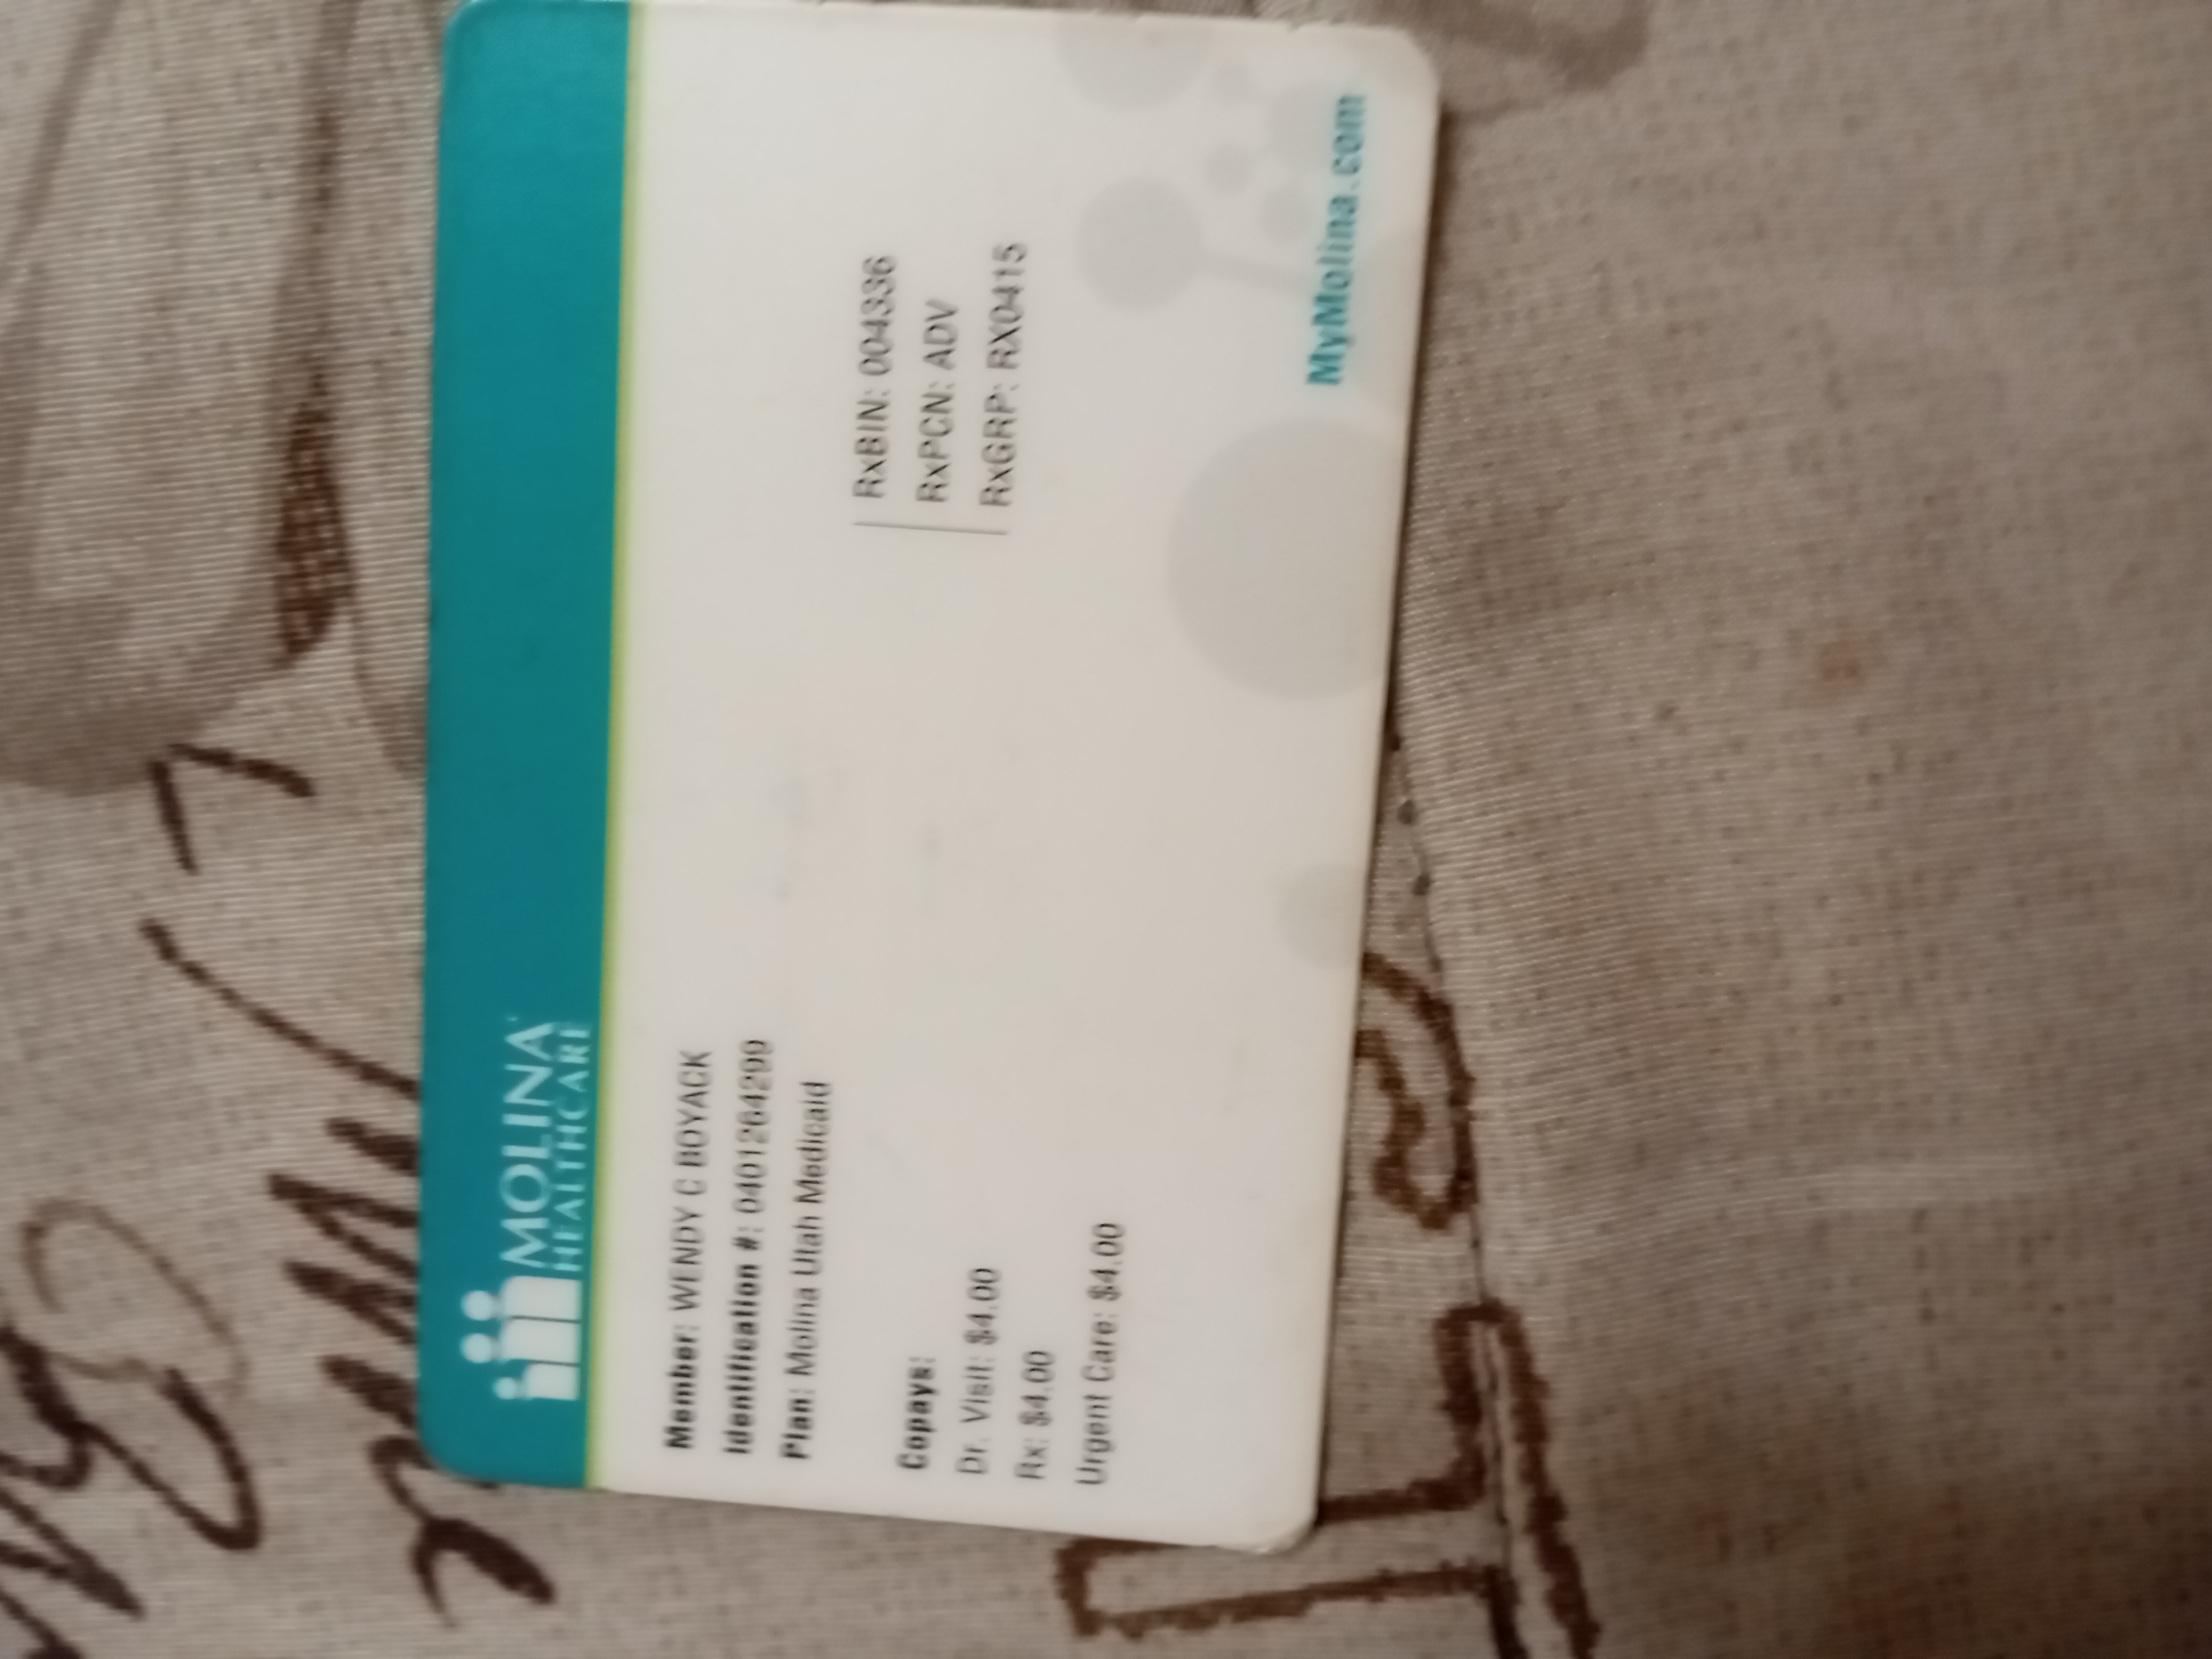 MOLINA
HEALTHCARE
Member: WENDY C BOYACK
Identification #: 0401264299
Plan: Molina Utah Medicaid
Copays:
Dr. Visit: $4.00
Rx: $4.00
Urgent Care: $4.00
RxBIN: 004336
RxPCN: ADV
RxGRP: RX0415
MyMolina.com